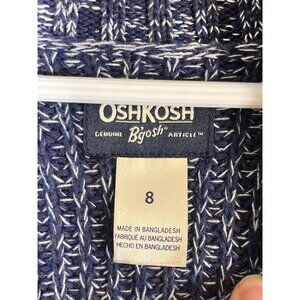 OSHKOSH
GENUINE B'gosh® ARTICLE™
8
MADE IN BANGLADESH
FABRIQUÉ AU BANGLADESH
HECHO EN BANGLADESH